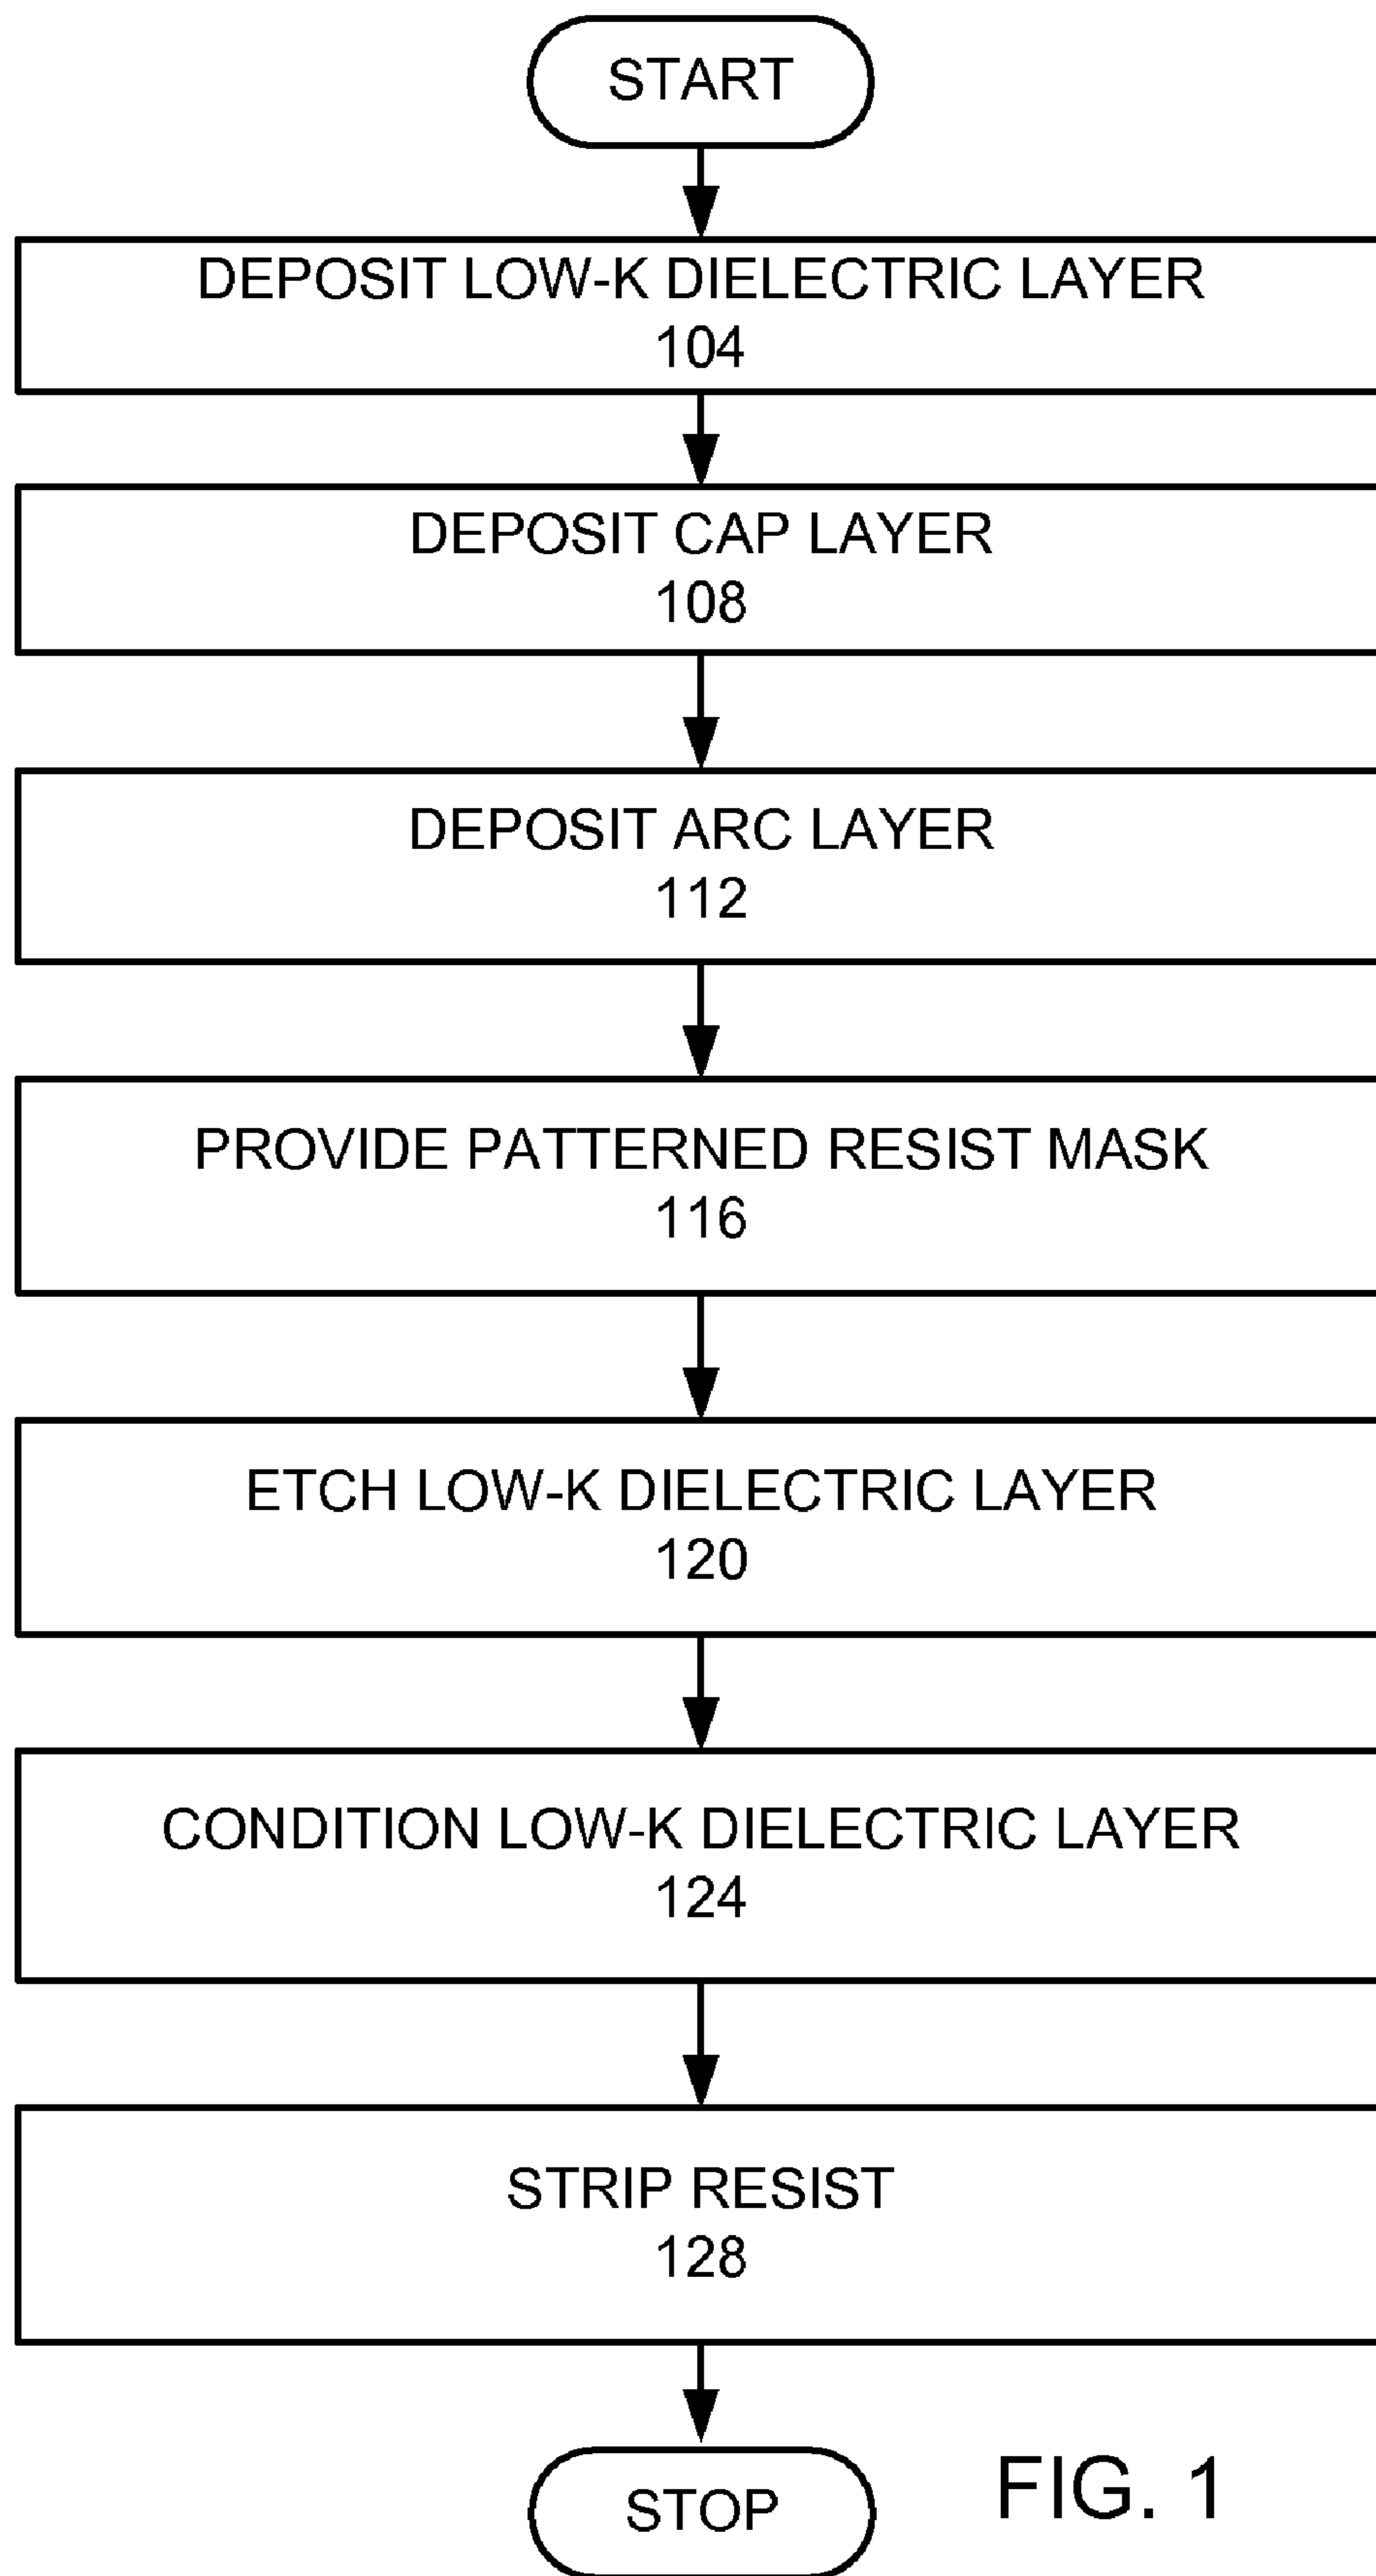 START
DEPOSIT LOW-K DIELECTRIC LAYER
104
DEPOSIT CAP LAYER
108
DEPOSIT ARC LAYER
112
PROVIDE PATTERNED RESIST MASK
116
ETCH LOW-K DIELECTRIC LAYER
120
CONDITION LOW-K DIELECTRIC LAYER
124
STRIP RESIST
128
STOP
FIG. 1